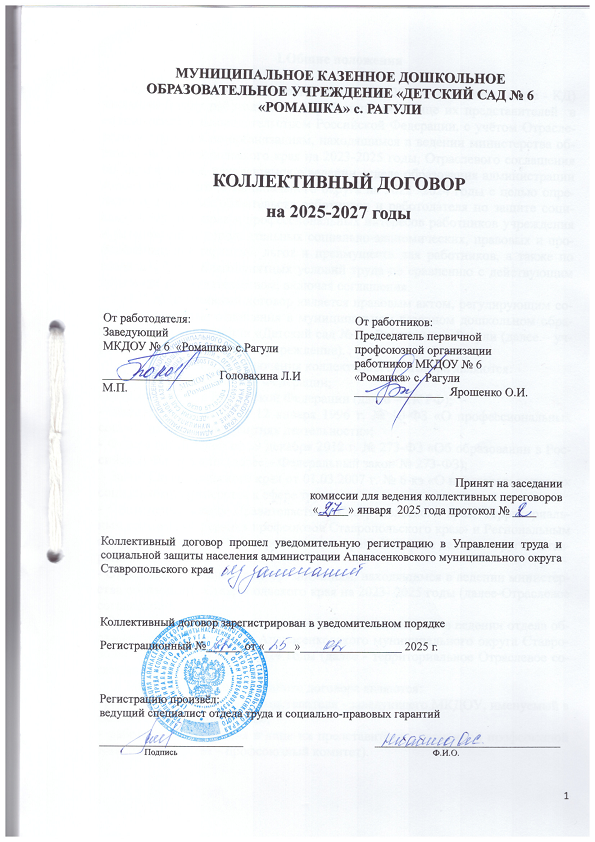 МУНИЦИПАЛЬНОЕ КАЗЕННОЕ ДОШКОЛЬНОЕ
ОБРАЗОВАТЕЛЬНОЕ УЧРЕЖДЕНИЕ «ДЕТСКИЙ САД № 6
«РОМАШКА» с. РАГУЛИ
КОЛЛЕКТИВНЫЙ ДОГОВОР
на 2025-2027 годы
От работодателя:
Заведующий
МКДОУ № 6 «Ромашка» с.Рагули
Головахина Л.И
М.П.
От работников:
Председатель первичной
профсоюзной организации
работников МКДОУ № 6
«Ромашка» с. Рагули
Ярошенко О.И.
Принят на заседании
комиссии для ведения коллективных переговоров
«27» января 2025 года протокол № 2
Коллективный договор прошел уведомительную регистрацию в Управлении труда и
социальной защиты населения администрации Апанасенковского муниципального округа
Ставропольского края
Коллективный договор зарегистрирован в уведомительном порядке
Регистрационный № от « » 2025 г.
Регистрацию произвёл:
ведущий специалист отдела труда и социально-правовых гарантий
Подпись
Ф.И.О.
1